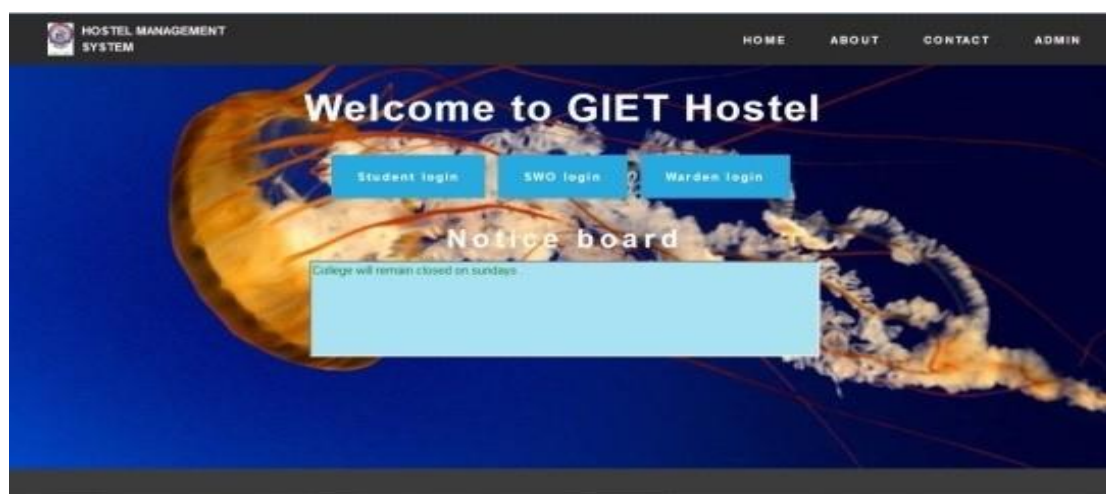 HOSTEL MANAGEMENT
SYSTEM
HOME
ABOUT
CONTACT
ADMIN
Welcome to GIET Hostel
Student login
SWO login
Warden login
Notice board
College will remain closed on sundays